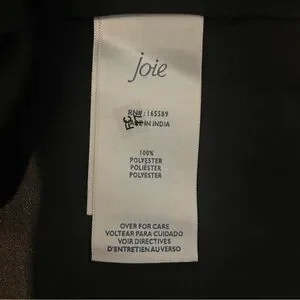 joie
RN#: 165589
IN INDIA
100%
POLYESTER
POLIÉSTER
POLYESTER
OVER FOR CARE
VOLTEAR PARA CUIDADO
VOIR DIRECTIVES
D'ENTRETIEN AU VERSO